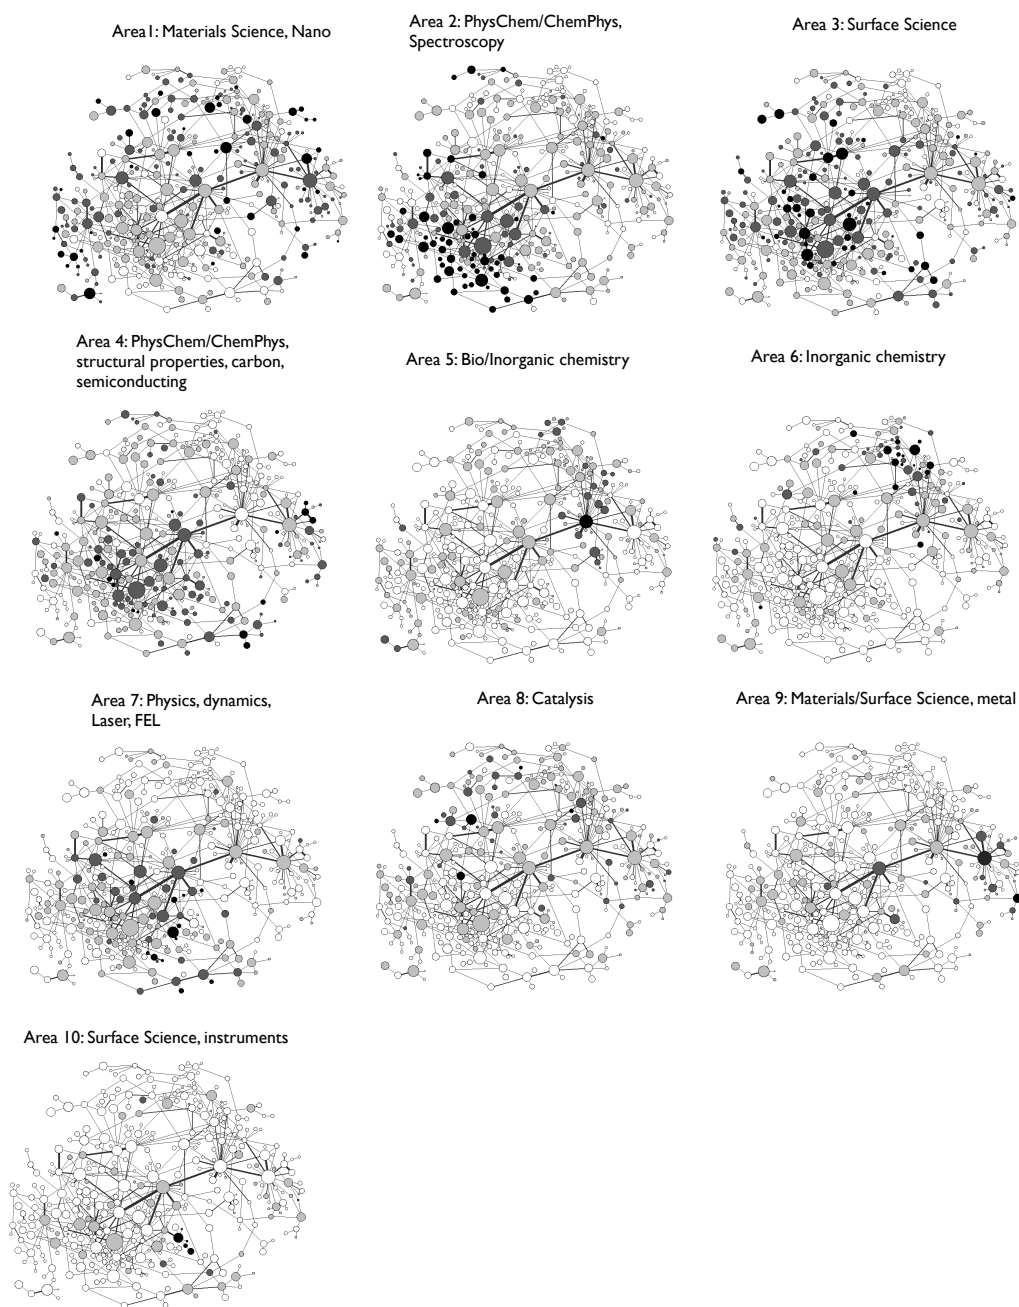 Area1: Materials Science, Nano
Area 2: PhysChem/ChemPhys,
Spectroscopy
Area 3: Surface Science
Area 4: PhysChem/ChemPhys,
structural properties, carbon,
semiconducting
Area 5: Bio/Inorganic chemistry
Area 6: Inorganic chemistry
Area 7: Physics, dynamics,
Laser, FEL
Area 8: Catalysis
Area 9: Materials/Surface Science, metal
Area 10: Surface Science, instruments